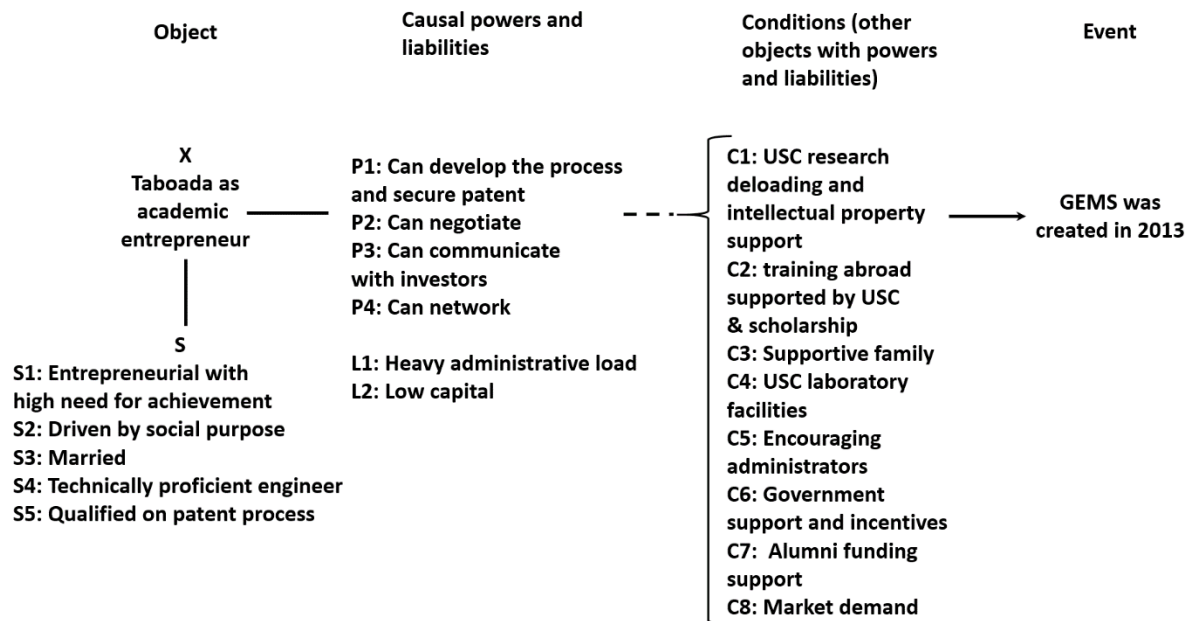 Object
Causal powers and
liabilities
Conditions (other
objects with powers
and liabilities)
Event
X
Taboada as
academic
entrepreneur
S
S1: Entrepreneurial with
high need for achievement
S2: Driven by social purpose
S3: Married
S4: Technically proficient engineer
S5: Qualified on patent process
P1: Can develop the process
and secure patent
P2: Can negotiate
P3: Can communicate
with investors
P4: Can network
L1: Heavy administrative load
L2: Low capital
C1: USC research
deloading and
intellectual property
support
C2: training abroad
supported by USC
& scholarship
C3: Supportive family
C4: USC laboratory
facilities
C5: Encouraging
administrators
C6: Government
support and incentives
C7: Alumni funding
support
C8: Market demand
GEMS was
created in 2013